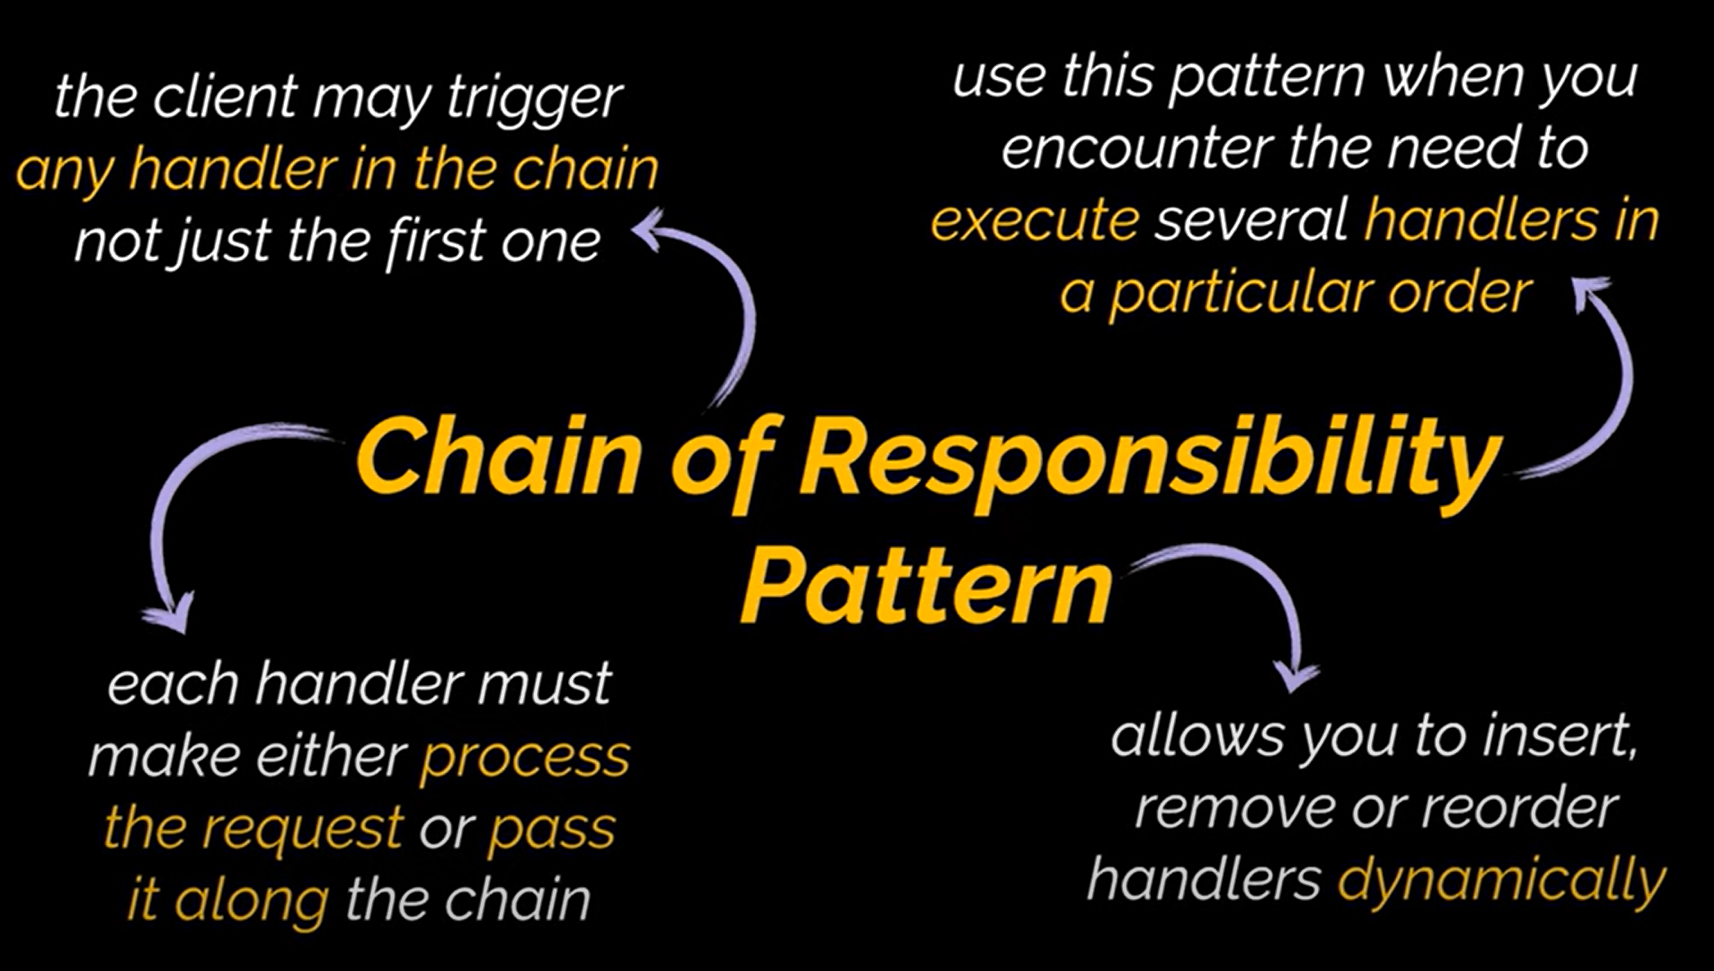 the client may trigger
any handler in the chain
not just the first one
use this pattern when you
encounter the need to
execute several handlers in
a particular order
Chain of Responsibility
Pattern
each handler must
make either process
the request or pass
it along the chain
allows you to insert,
remove or reorder
handlers dynamically